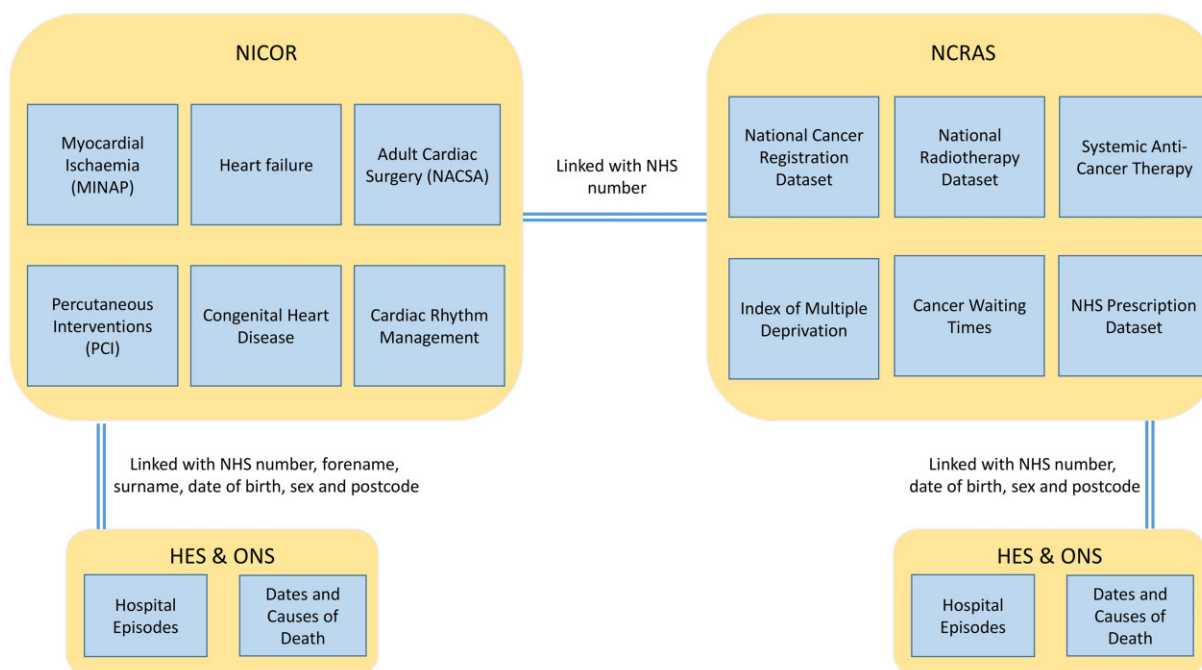 NICOR
Myocardial
Ischaemia
(MINAP)
Heart failure
Adult Cardiac
Surgery (NACSA)
Percutaneous
Interventions
(PCI)
Congenital Heart
Disease
Cardiac Rhythm
Management
Linked with NHS
number
NCRAS
National Cancer
Registration
Dataset
National
Radiotherapy
Dataset
Systemic Anti-
Cancer Therapy
Index of Multiple
Deprivation
Cancer Waiting
Times
NHS Prescription
Dataset
Linked with NHS number, forename,
surname, date of birth, sex and postcode
HES & ONS
Hospital
Episodes
Dates and
Causes of
Death
Linked with NHS number,
date of birth, sex and postcode
HES & ONS
Hospital
Episodes
Dates and
Causes of
Death